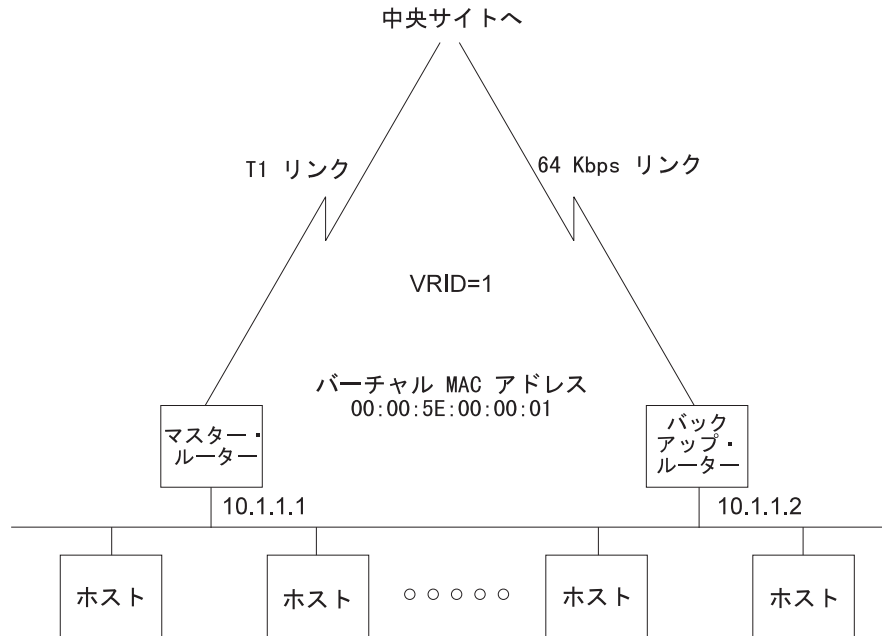 中央サイトへ
T1 リンク
64 Kbps リンク
VRID=1
バーチャル MAC アドレス
00:00:5E:00:00:01
マスター・
ルーター
バック
アップ・
ルーター
10.1.1.1
10.1.1.2
ホスト
ホスト
ホスト
ホスト